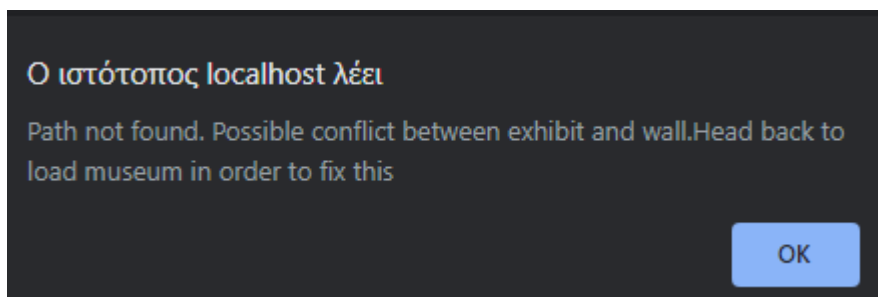 Ο ιστότοπος localhost λέει
Path not found. Possible conflict between exhibit and wall.Head back to
load museum in order to fix this
OK